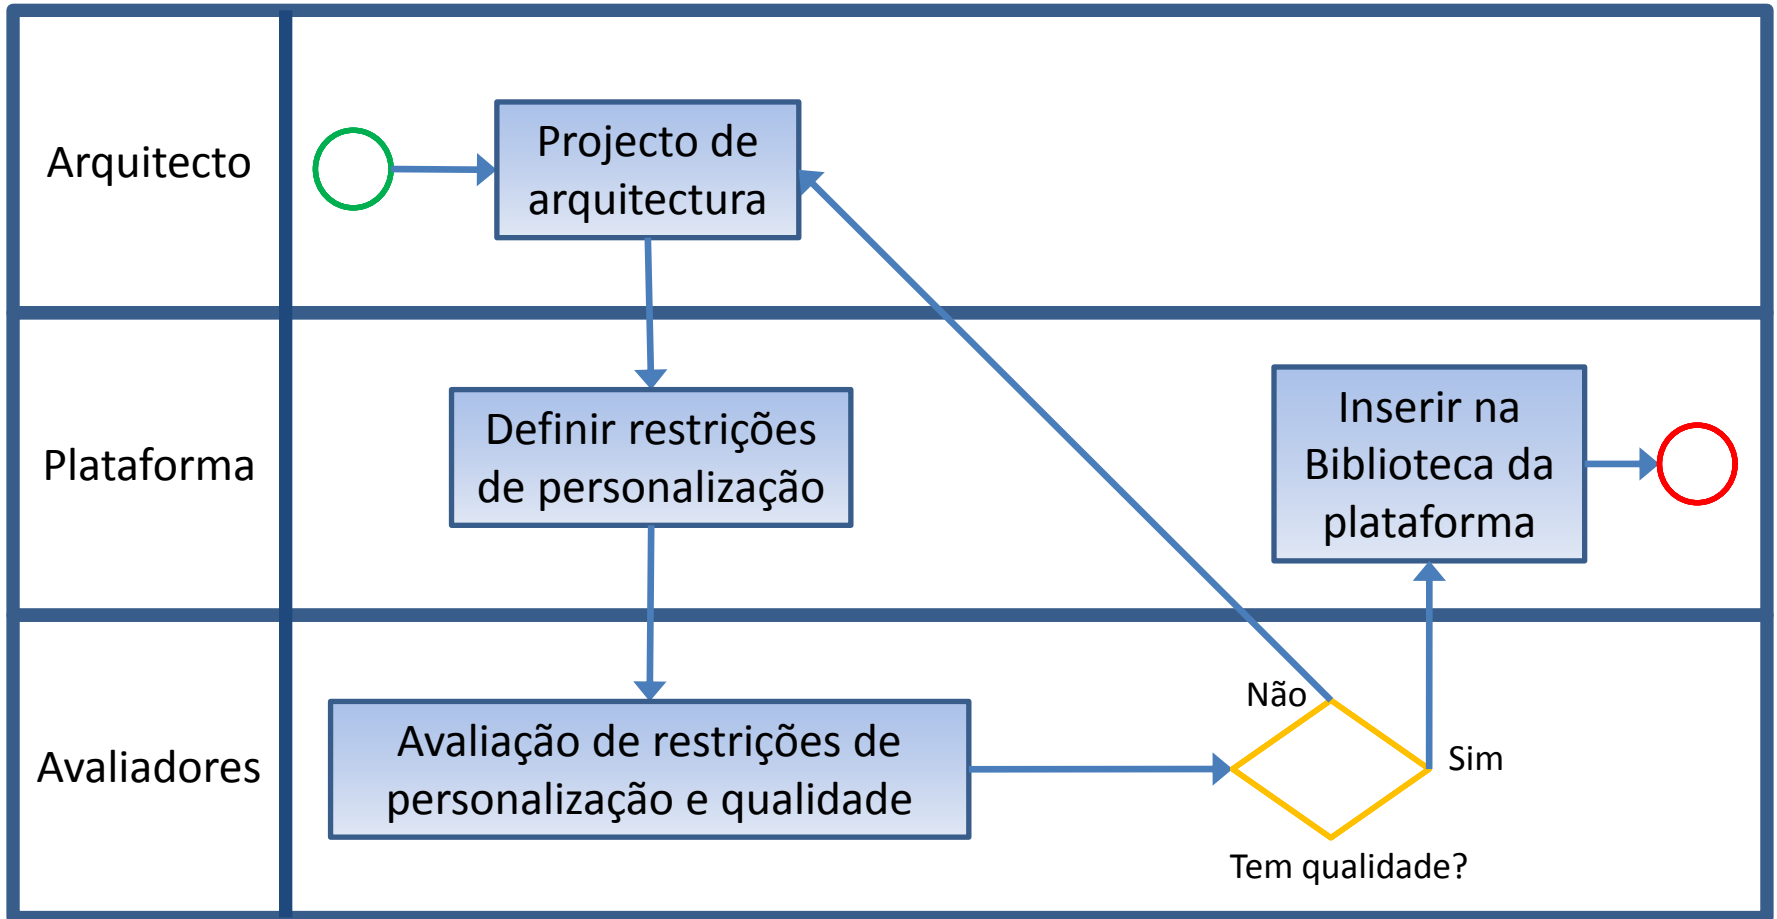 Arquitecto
Projecto de
arquitectura
Plataforma
Definir restrições
de personalização
Inserir na
Biblioteca da
plataforma
Avaliadores
Avaliação de restrições de
personalização e qualidade
Não
Sim
Tem qualidade?